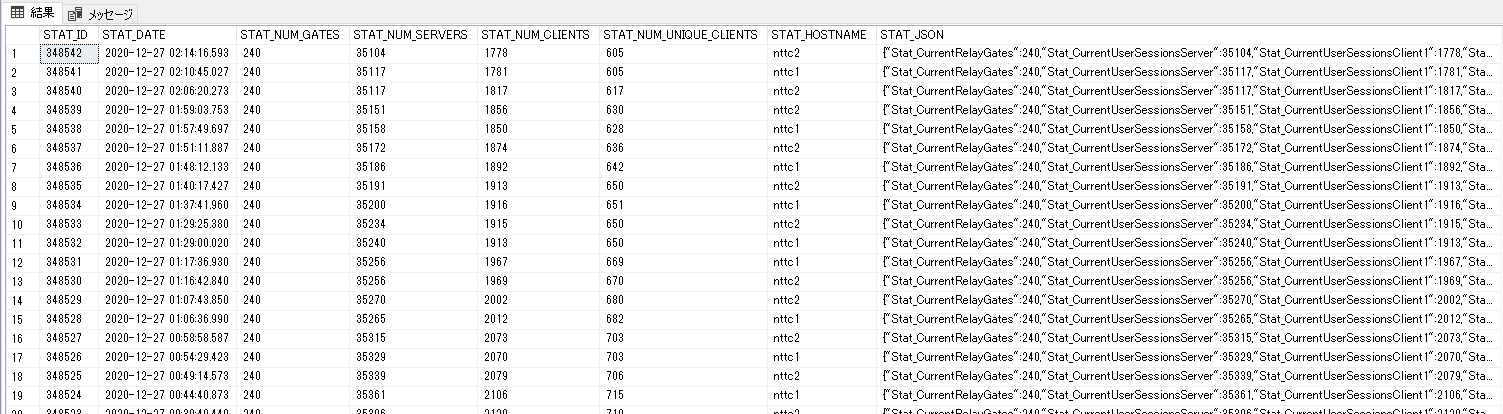 結果 メッセージ
STAT_ID STAT_DATE STAT_NUM_GATES STAT_NUM_SERVERS STAT_NUM_CLIENTS STAT_NUM_UNIQUE_CLIENTS STAT_HOSTNAME STAT_JSON
1 348542 2020-12-27 02:14:16.593 240 35104 1778 605 nttc2 {"Stat_CurrentRelayGates":240,"Stat_CurrentUserSessionsServer":35104,"Stat_CurrentUserSessionsClient1":1778,"Sta...
2 348541 2020-12-27 02:10:45.027 240 35117 1781 605 nttc1 {"Stat_CurrentRelayGates":240,"Stat_CurrentUserSessionsServer":35117,"Stat_CurrentUserSessionsClient1":1781,"Sta...
3 348540 2020-12-27 02:06:20.273 240 35117 1817 617 nttc2 {"Stat_CurrentRelayGates":240,"Stat_CurrentUserSessionsServer":35117,"Stat_CurrentUserSessionsClient1":1817,"Sta...
4 348539 2020-12-27 01:59:03.753 240 35151 1856 630 nttc2 {"Stat_CurrentRelayGates":240,"Stat_CurrentUserSessionsServer":35151,"Stat_CurrentUserSessionsClient1":1856,"Sta...
5 348538 2020-12-27 01:57:49.697 240 35158 1850 628 nttc1 {"Stat_CurrentRelayGates":240,"Stat_CurrentUserSessionsServer":35158,"Stat_CurrentUserSessionsClient1":1850,"Sta...
6 348537 2020-12-27 01:51:11.887 240 35172 1874 636 nttc2 {"Stat_CurrentRelayGates":240,"Stat_CurrentUserSessionsServer":35172,"Stat_CurrentUserSessionsClient1":1874,"Sta...
7 348536 2020-12-27 01:48:12.133 240 35186 1892 642 nttc1 {"Stat_CurrentRelayGates":240,"Stat_CurrentUserSessionsServer":35186,"Stat_CurrentUserSessionsClient1":1892,"Sta...
8 348535 2020-12-27 01:40:17.427 240 35191 1913 650 nttc2 {"Stat_CurrentRelayGates":240,"Stat_CurrentUserSessionsServer":35191,"Stat_CurrentUserSessionsClient1":1913,"Sta...
9 348534 2020-12-27 01:37:41.960 240 35200 1916 651 nttc1 {"Stat_CurrentRelayGates":240,"Stat_CurrentUserSessionsServer":35200,"Stat_CurrentUserSessionsClient1":1916,"Sta...
10 348533 2020-12-27 01:29:25.380 240 35234 1915 650 nttc2 {"Stat_CurrentRelayGates":240,"Stat_CurrentUserSessionsServer":35234,"Stat_CurrentUserSessionsClient1":1915,"Sta...
11 348532 2020-12-27 01:29:00.020 240 35240 1913 650 nttc1 {"Stat_CurrentRelayGates":240,"Stat_CurrentUserSessionsServer":35240,"Stat_CurrentUserSessionsClient1":1913,"Sta...
12 348531 2020-12-27 01:17:36.930 240 35256 1967 669 nttc1 {"Stat_CurrentRelayGates":240,"Stat_CurrentUserSessionsServer":35256,"Stat_CurrentUserSessionsClient1":1967,"Sta...
13 348530 2020-12-27 01:16:42.840 240 35256 1969 670 nttc2 {"Stat_CurrentRelayGates":240,"Stat_CurrentUserSessionsServer":35256,"Stat_CurrentUserSessionsClient1":1969,"Sta...
14 348529 2020-12-27 01:07:43.850 240 35270 2002 680 nttc2 {"Stat_CurrentRelayGates":240,"Stat_CurrentUserSessionsServer":35270,"Stat_CurrentUserSessionsClient1":2002,"Sta...
15 348528 2020-12-27 01:06:36.990 240 35265 2012 682 nttc1 {"Stat_CurrentRelayGates":240,"Stat_CurrentUserSessionsServer":35265,"Stat_CurrentUserSessionsClient1":2012,"Sta...
16 348527 2020-12-27 00:58:58.587 240 35315 2073 703 nttc2 {"Stat_CurrentRelayGates":240,"Stat_CurrentUserSessionsServer":35315,"Stat_CurrentUserSessionsClient1":2073,"Sta...
17 348526 2020-12-27 00:54:29.423 240 35329 2070 703 nttc1 {"Stat_CurrentRelayGates":240,"Stat_CurrentUserSessionsServer":35329,"Stat_CurrentUserSessionsClient1":2070,"Sta...
18 348525 2020-12-27 00:49:14.573 240 35339 2079 706 nttc2 {"Stat_CurrentRelayGates":240,"Stat_CurrentUserSessionsServer":35339,"Stat_CurrentUserSessionsClient1":2079,"Sta...
19 348524 2020-12-27 00:44:40.873 240 35361 2106 715 nttc1 {"Stat_CurrentRelayGates":240,"Stat_CurrentUserSessionsServer":35361,"Stat_CurrentUserSessionsClient1":2106,"Sta...